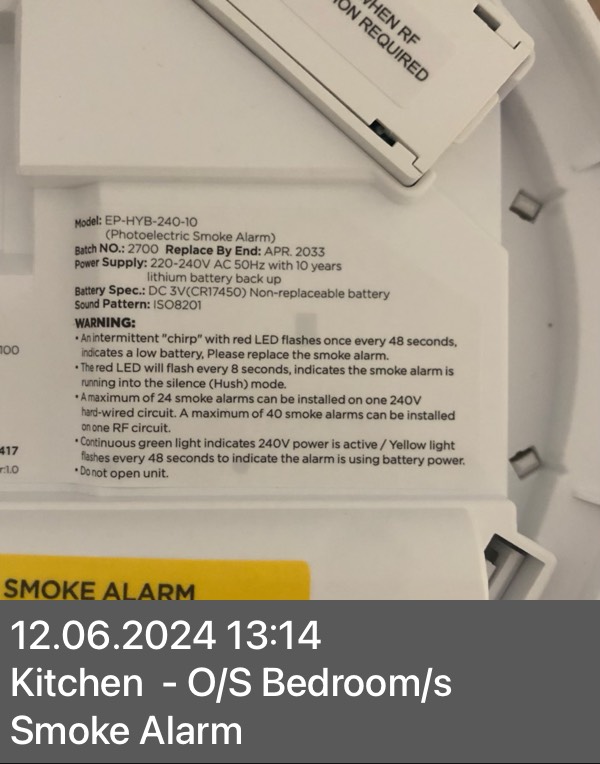 WHEN RF
ION REQUIRED
Model: EP-HYB-240-10
(Photoelectric Smoke Alarm)
Batch NO.: 2700 Replace By End: APR. 2033
Power Supply: 220-240V AC 50Hz with 10 years
lithium battery back up
Battery Spec.: DC 3V(CR17450) Non-replaceable battery
Sound Pattern: ISO8201
WARNING:
• An intermittent "chirp" with red LED flashes once every 48 seconds,
indicates a low battery, Please replace the smoke alarm.
• The red LED will flash every 8 seconds, indicates the smoke alarm is
running into the silence (Hush) mode.
• A maximum of 24 smoke alarms can be installed on one 240V
hard-wired circuit. A maximum of 40 smoke alarms can be installed
on one RF circuit.
• Continuous green light indicates 240V power is active / Yellow light
flashes every 48 seconds to indicate the alarm is using battery power.
• Do not open unit.
100
417
r:1.0
SMOKE ALARM
12.06.2024 13:14
Kitchen - O/S Bedroom/s
Smoke Alarm